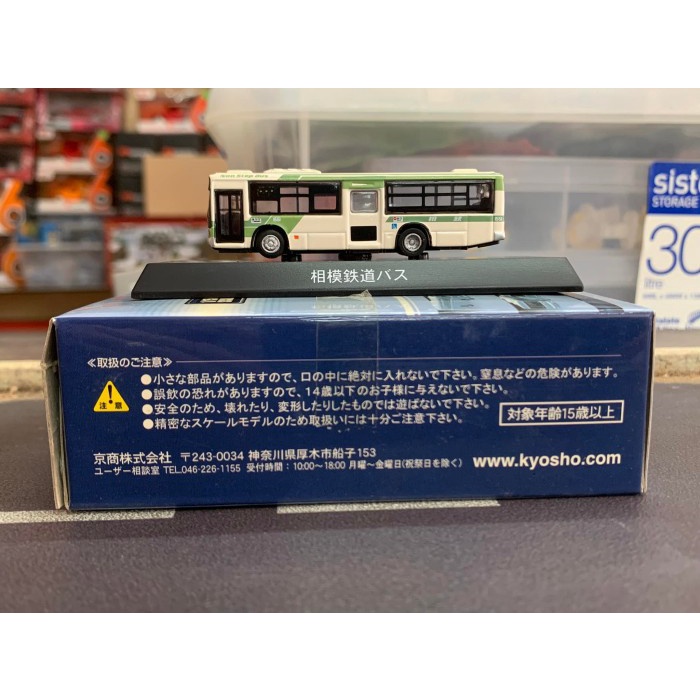 相模鉄道バス
siste
STORAGE
30
litre
≪取扱のご注意≫
注意
●小さな部品がありますので、口の中に絶対に入れないで下さい。窒息などの危険があります。
●誤飲の恐れがありますので、14歳以下のお子様に与えないで下さい。
●安全のため、壊れたり、変形したりしたものでは遊ばないで下さい。
●精密なスケールモデルのため取扱いには十分ご注意下さい。
対象年齢15歳以上
京商株式会社 〒243-0034 神奈川県厚木市船子153
ユーザー相談室 TEL.046-226-1155 受付時間：10:00〜18:00 月曜〜金曜日(祝祭日を除く)
www.kyosho.com